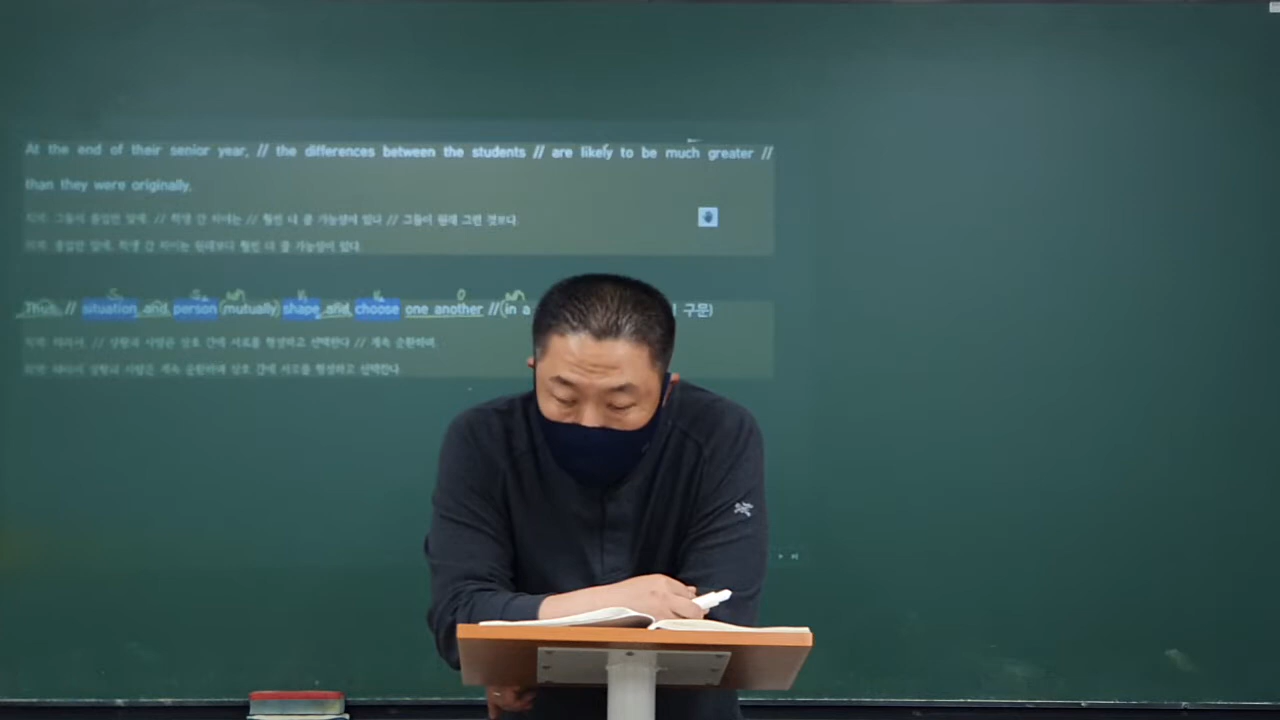 At the end of their senior year, // the differences between the students // are likely to be much greater //
than they were originally.
직역: 그들이 졸업반 말에, // 학생 간 차이는 // 훨씬 더 클 가능성이 있다 // 그들이 원래 그런 것보다.
의역: 졸업반 말에, 학생 간 차이는 원래보다 훨씬 더 클 가능성이 있다.
Thus, // situation and person (mutually) shape and choose one another // (in a 구문)
직역: 따라서, // 상황과 사람은 상호 간에 서로를 형성하고 선택한다 // 계속 순환하며.
의역: 따라서 상황과 사람은 계속 순환하며 상호 간에 서로를 형성하고 선택한다.